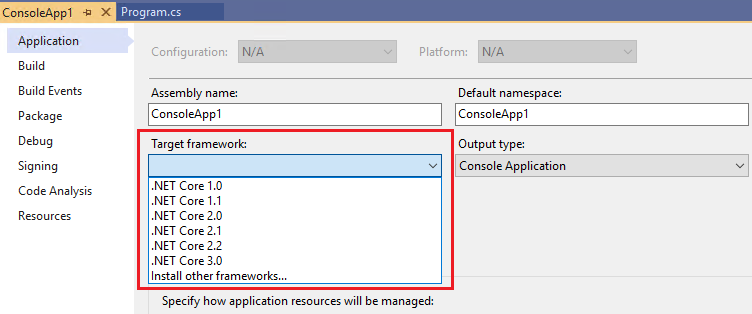 ConsoleApp1 Program.cs
Application
Build
Build Events
Package
Debug
Signing
Code Analysis
Resources
Configuration: N/A Platform: N/A
Assembly name: Default namespace:
ConsoleApp1 ConsoleApp1
Target framework: Output type:
Console Application
.NET Core 1.0
.NET Core 1.1
.NET Core 2.0
.NET Core 2.1
.NET Core 2.2
.NET Core 3.0
Install other frameworks...
Specify how application resources will be managed: